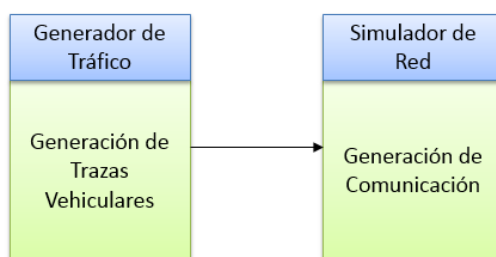 Generador de
Tráfico
Generación de
Trazas
Vehiculares
Simulador de
Red
Generación de
Comunicación